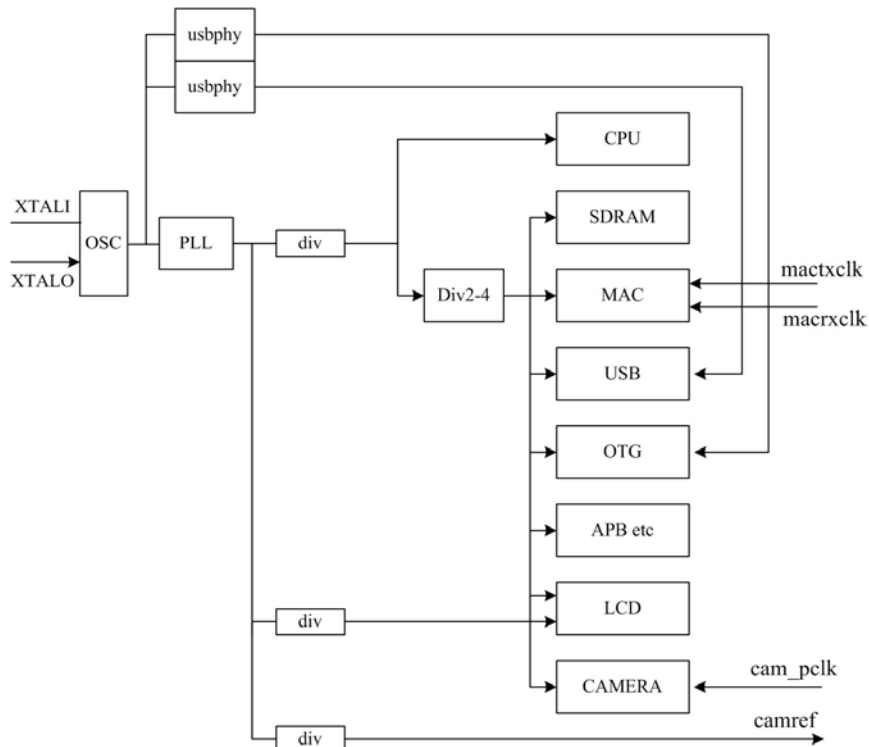 usbphy
usbphy
CPU
XTALI
SDRAM
OSC
PLL
div
XTALO
Div2-4
MAC
mactxclk
macrxclk
USB
OTG
APB etc
LCD
div
CAMERA
cam_pclk
camref
div